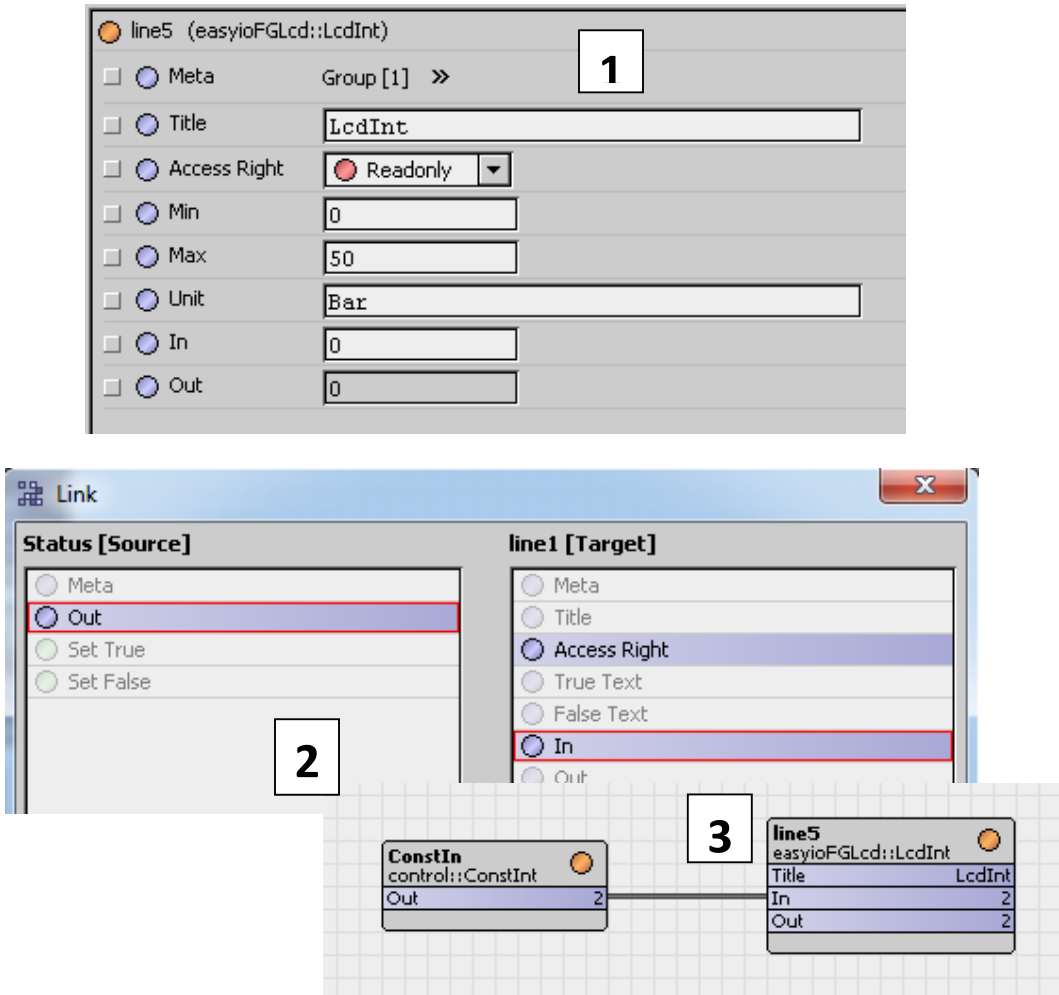 line5 (easyioFGLcd::LcdInt)
1
Meta Group [1] »
Title LcdInt
Access Right Readonly
Min 0
Max 50
Unit Bar
In 0
Out 0
Link
Status [Source]
Meta
Out
Set True
Set False
2
line1 [Target]
Meta
Title
Access Right
True Text
False Text
In
Out
3
ConstIn
control::ConstInt
Out 2
line5
easyioFGLcd::LcdInt
Title LcdInt
In 2
Out 2